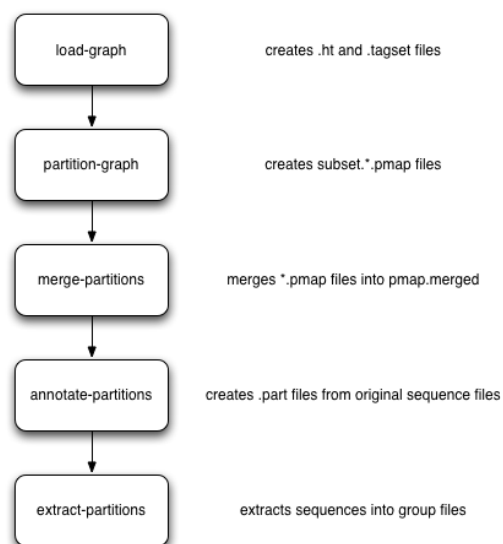 load-graph creates .ht and .tagset files
partition-graph creates subset.*.pmap files
merge-partitions merges *.pmap files into pmap.merged
annotate-partitions creates .part files from original sequence files
extract-partitions extracts sequences into group files